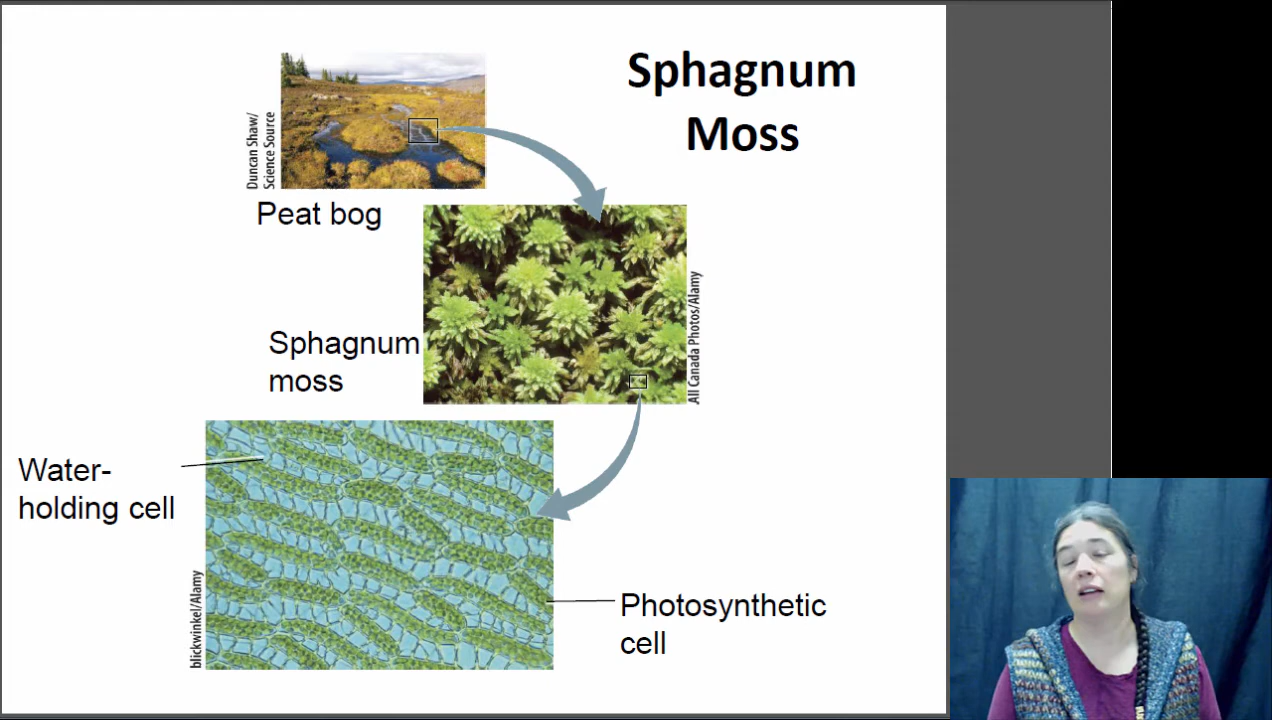 Sphagnum
Moss
Duncan Shaw/
Science Source
Peat bog
Sphagnum
moss
All Canada Photos/Alamy
Water-
holding cell
blickwinkel/Alamy
Photosynthetic
cell